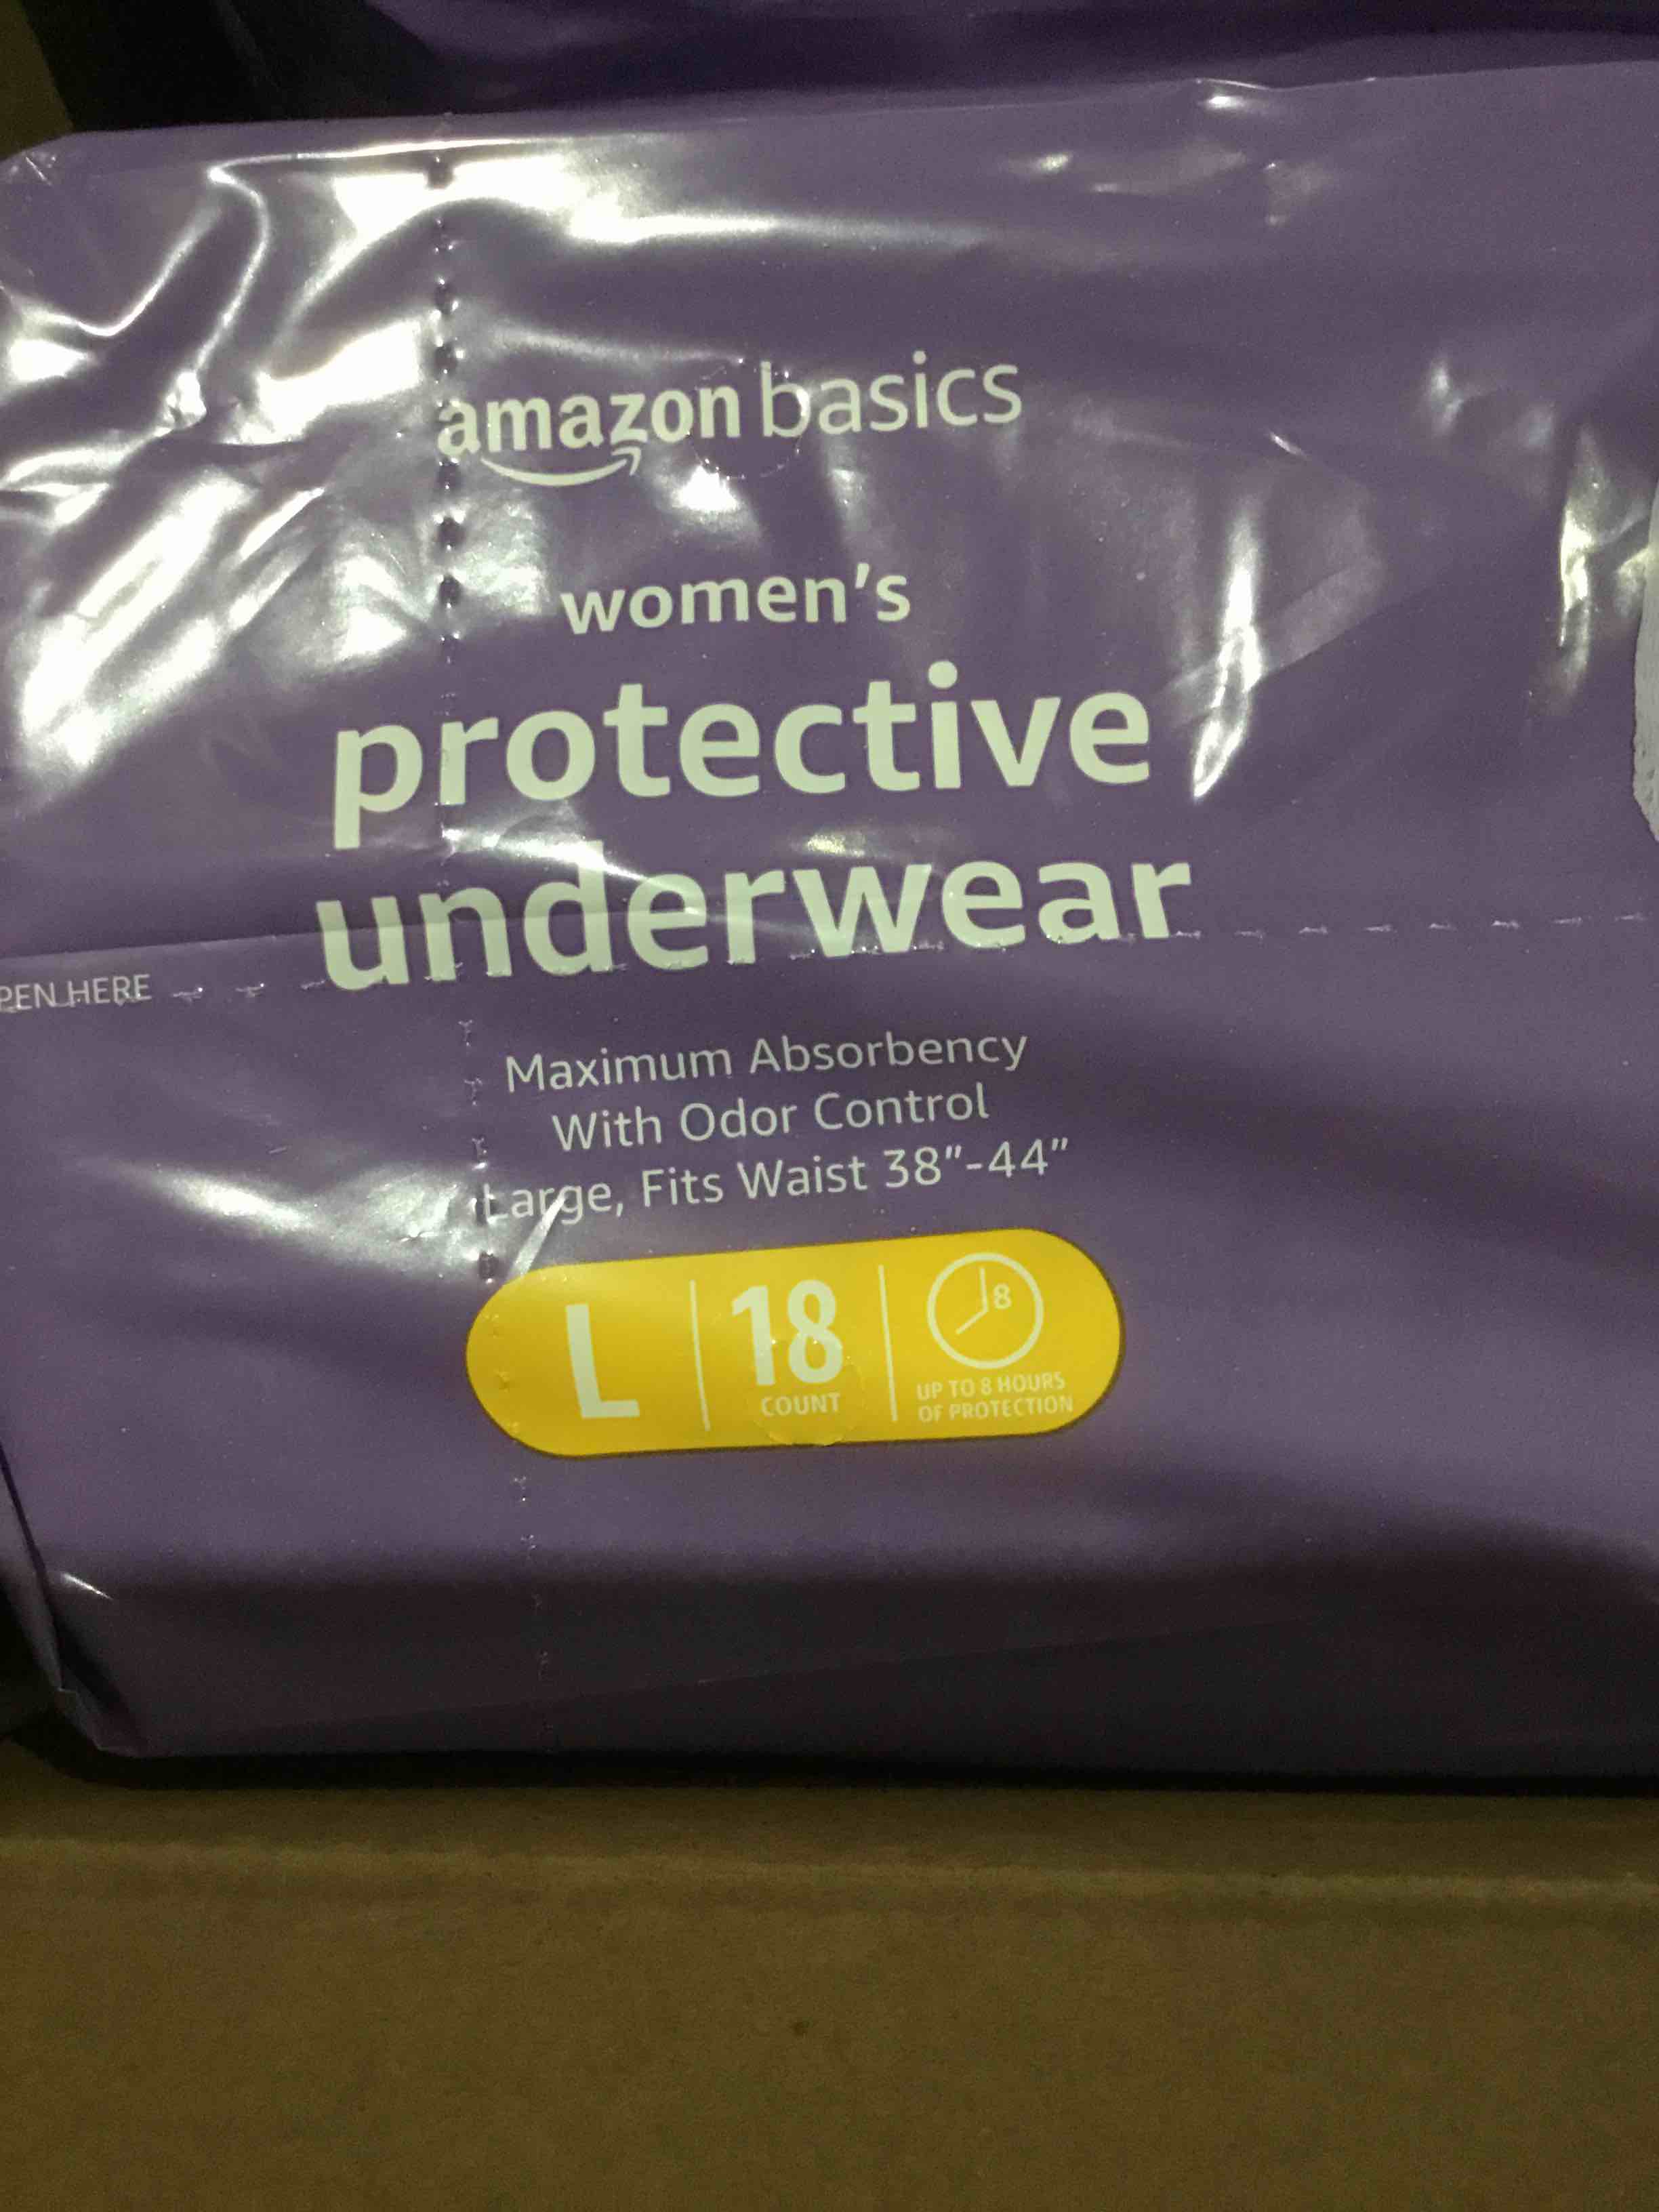 amazon basics
women's
protective
underwear
PEN HERE
Maximum Absorbency
With Odor Control
Large, Fits Waist 38"-44"
L 18 8
COUNT UP TO 8 HOURS
OF PROTECTION